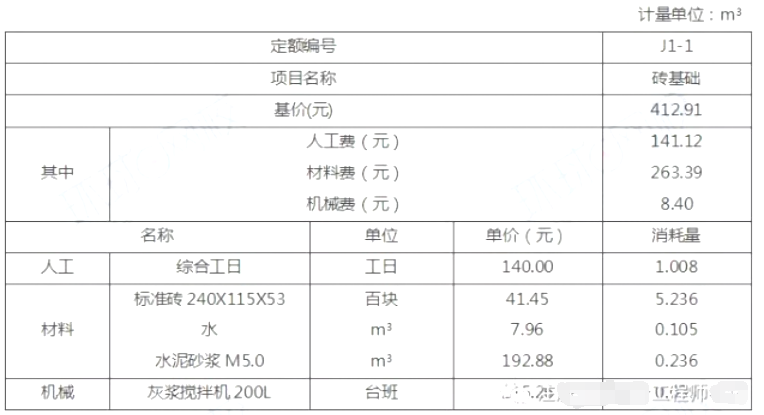 计量单位：m³
定额编号 J1-1
项目名称 砖基础
基价(元) 412.91
其中 人工费（元） 141.12
材料费（元） 263.39
机械费（元） 8.40
名称 单位 单价（元） 消耗量
人工 综合工日 工日 140.00 1.008
材料 标准砖 240X115X53 百块 41.45 5.236
水 m³ 7.96 0.105
水泥砂浆 M5.0 m³ 192.88 0.236
机械 灰浆搅拌机 200L 台班
工程师